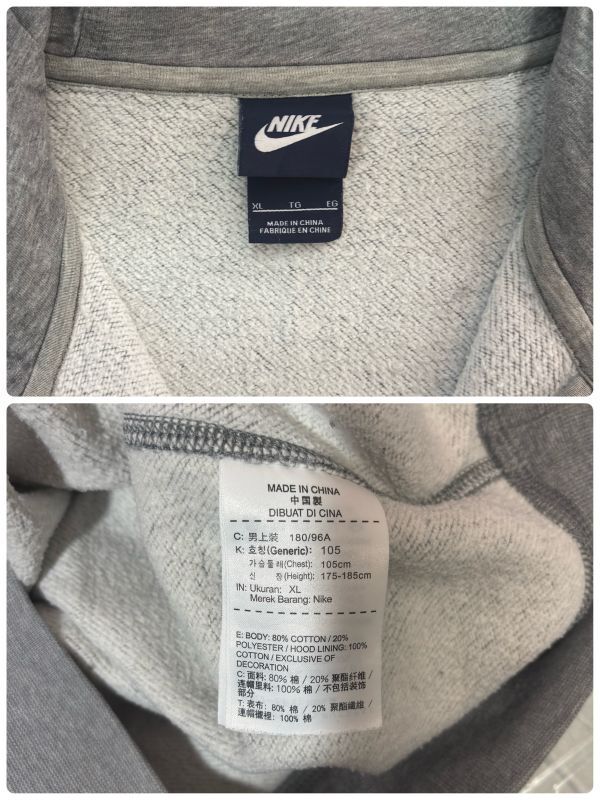 NIKE
XL TG EG
MADE IN CHINA
FABRIQUE EN CHINE
MADE IN CHINA
中國製
DIBUAT DI CINA
C: 男上装 180/96A
K: 호칭(Generic): 105
가슴둘레(Chest): 105cm
신 장(Height): 175-185cm
IN: Ukuran: XL
Merek Barang: Nike
E: BODY: 80% COTTON / 20%
POLYESTER / HOOD LINING: 100%
COTTON / EXCLUSIVE OF
DECORATION
C: 面料: 80% 棉 / 20% 聚酯纤维 /
连帽里料: 100% 棉 / 不包括装饰
部分
T: 表布: 80% 棉 / 20% 聚酯纖維 /
連帽襯裡: 100% 棉